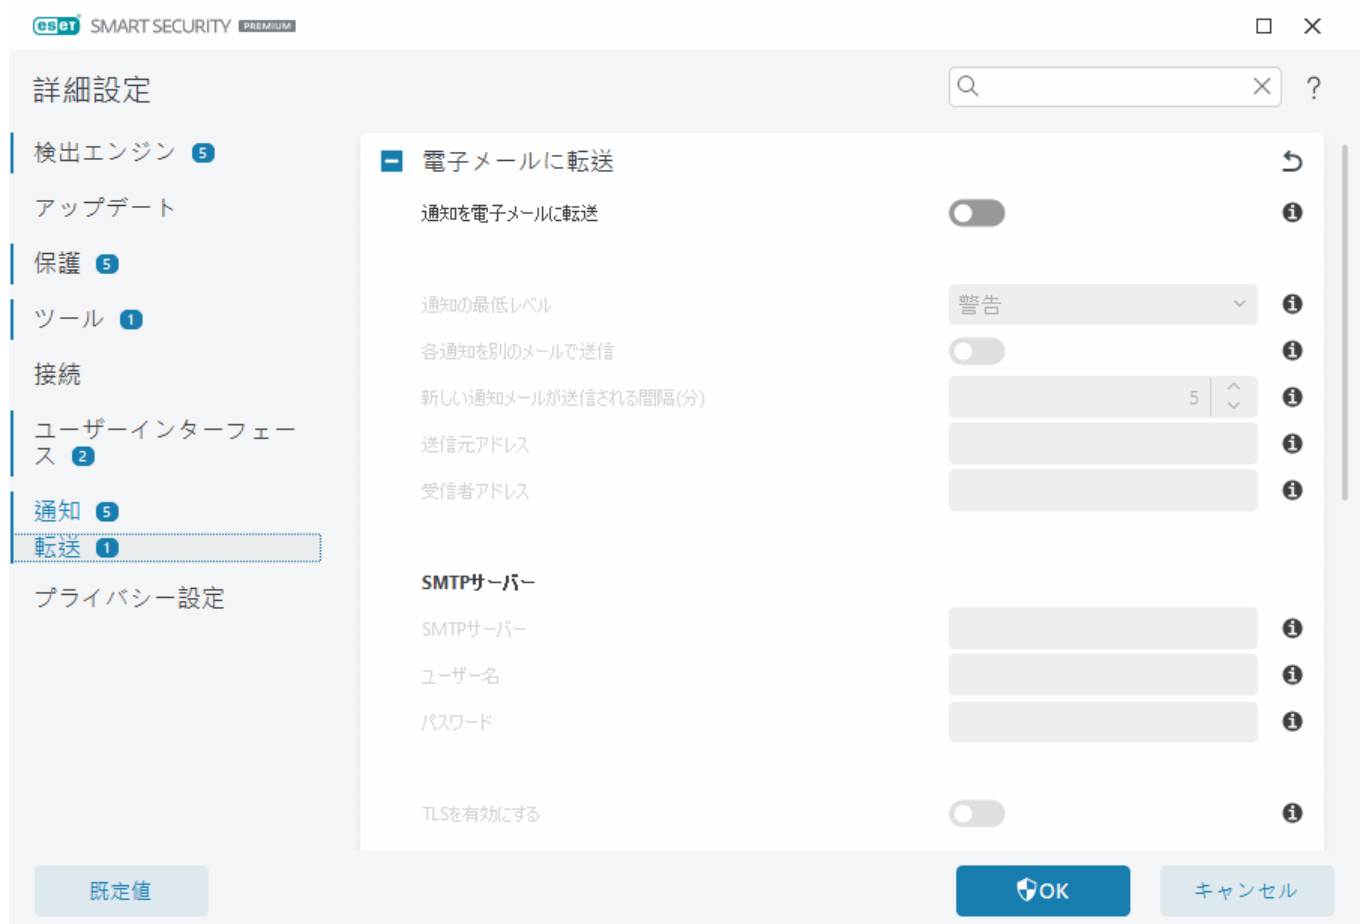 eset SMART SECURITY PREMIUM
詳細設定
?
検出エンジン 5
アップデート
保護 5
ツール 1
接続
ユーザーインターフェー
ス 2
通知 5
転送 1
プライバシー設定
電子メールに転送
通知を電子メールに転送
通知の最低レベル
警告
各通知を別のメールで送信
新しい通知メールが送信される間隔(分)
5
送信元アドレス
受信者アドレス
SMTPサーバー
SMTPサーバー
ユーザー名
パスワード
TLSを有効にする
既定値
OK
キャンセル